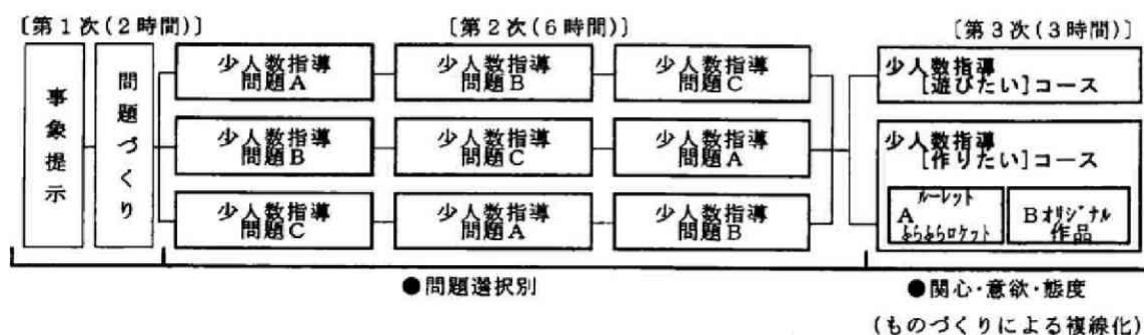 〔第1次(2時間)〕
〔第2次(6時間)〕
〔第3次(3時間)〕
事象提示
問題づくり
少人数指導
問題A
少人数指導
問題B
少人数指導
問題C
少人数指導
問題B
少人数指導
問題C
少人数指導
問題A
少人数指導
問題C
少人数指導
問題A
少人数指導
問題B
少人数指導
[遊びたい]コース
少人数指導
[作りたい]コース
ルーレット
A
ふらふらロケット
Bオリジナル
作品
●問題選択別
●関心・意欲・態度
(ものづくりによる複線化)